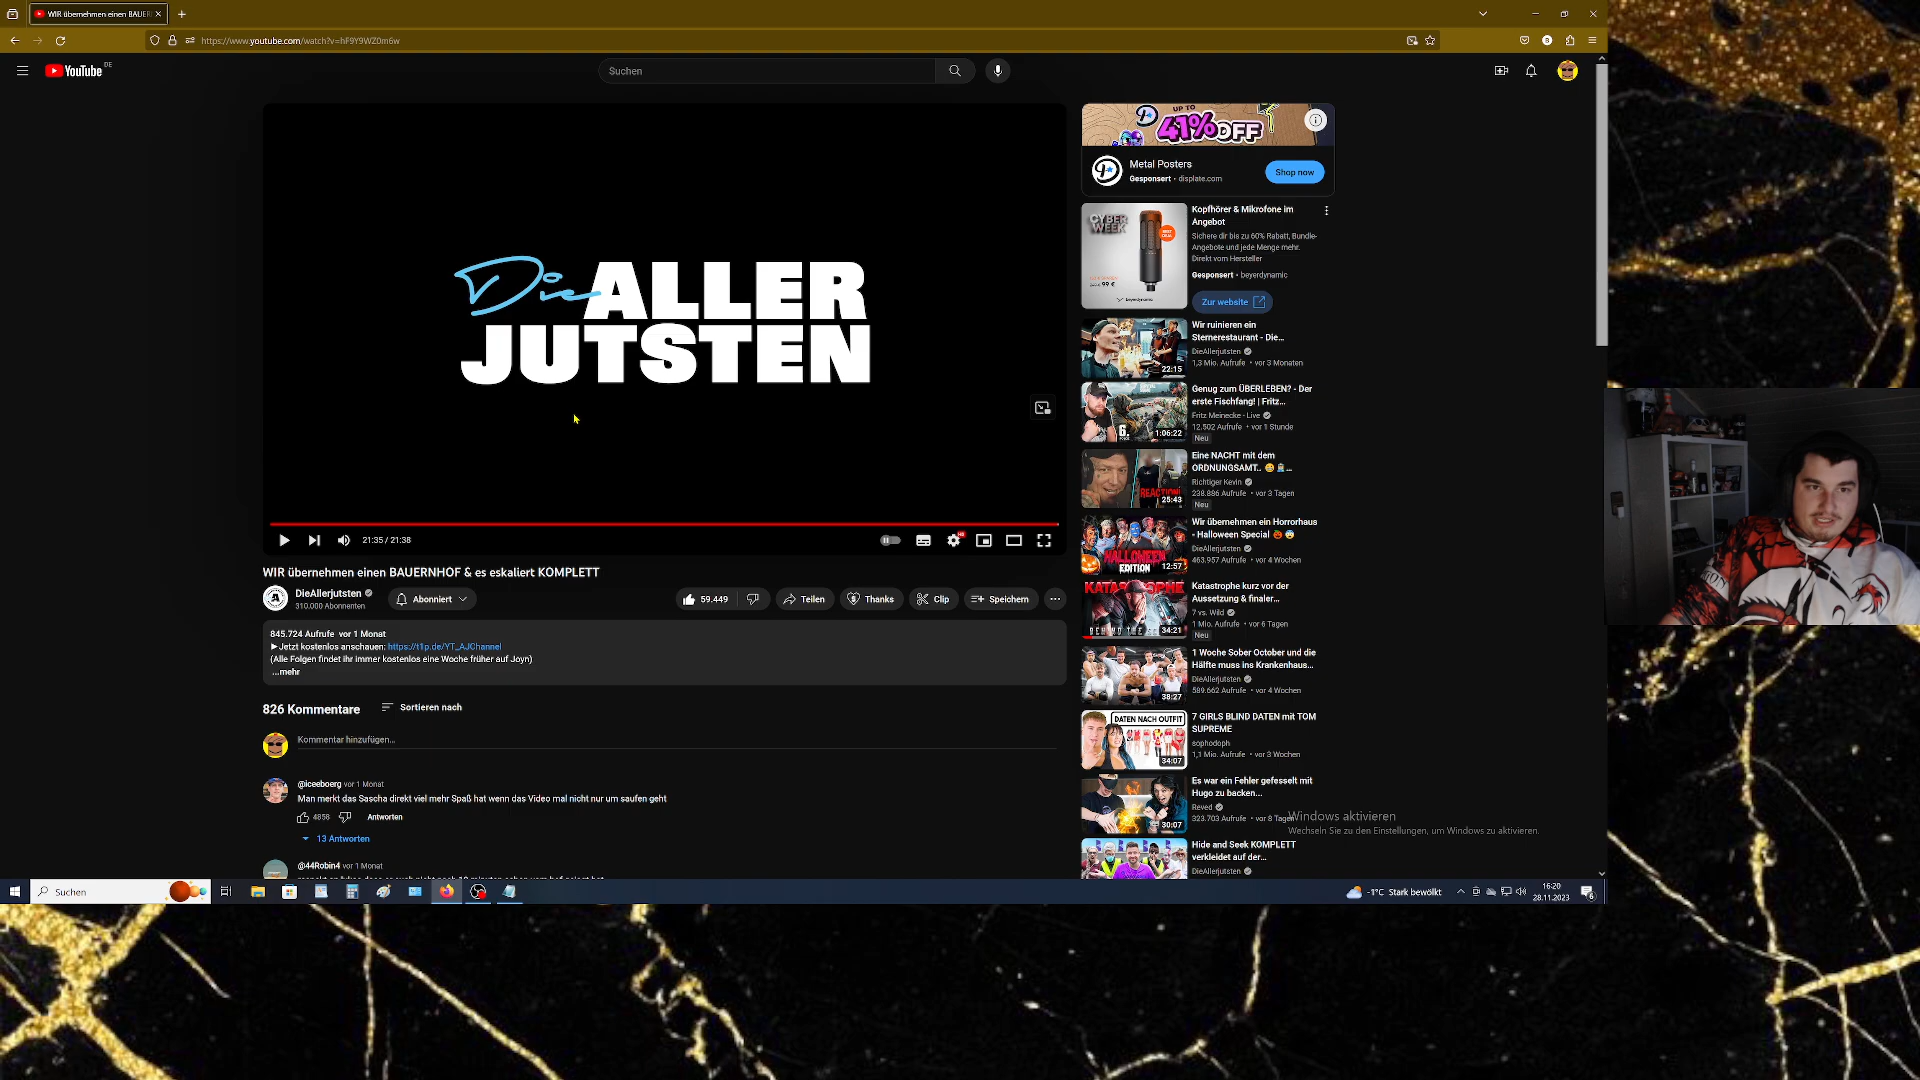 WIR übernehmen einen BAUER
https://www.youtube.com/watch?v=hF9Y9WZ0m6w
YouTube DE
Suchen
Die ALLER
JUTSTEN
21:35 / 21:38
WIR übernehmen einen BAUERNHOF & es eskaliert KOMPLETT
DieAllerjutsten
310.000 Abonnenten
Abonniert
59.449
Teilen
Thanks
Clip
Speichern
845.724 Aufrufe vor 1 Monat
▶Jetzt kostenlos anschauen: https://t1p.de/YT_AJChannel
(Alle Folgen findet ihr immer kostenlos eine Woche früher auf Joyn)
...mehr
826 Kommentare
Sortieren nach
Kommentar hinzufügen...
@iceeboerg vor 1 Monat
Man merkt das Sascha direkt viel mehr Spaß hat wenn das Video mal nicht nur um saufen geht
4858
Antworten
13 Antworten
@44Robin4 vor 1 Monat
UP TO
41% OFF
Metal Posters
Gesponsert • displate.com
Shop now
CYBER
WEEK
99 €
beyerdynamic
Kopfhörer & Mikrofone im
Angebot
Sichere dir bis zu 60% Rabatt, Bundle-
Angebote und jede Menge mehr.
Direkt vom Hersteller
Gesponsert • beyerdynamic
Zur website
22:15
Wir ruinieren ein
Sternerestaurant - Die...
DieAllerjutsten
1,3 Mio. Aufrufe • vor 3 Monaten
6.
1:06:22
Genug zum ÜBERLEBEN? - Der
erste Fischfang! | Fritz...
Fritz Meinecke - Live
12.502 Aufrufe • vor 1 Stunde
Neu
REACTION!
25:43
Eine NACHT mit dem
ORDNUNGSAMT.. 😂👮...
Richtiger Kevin
238.886 Aufrufe • vor 3 Tagen
Neu
HALLOWEEN
EDITION
12:57
Wir übernehmen ein Horrorhaus
- Halloween Special 🎃😨
DieAllerjutsten
463.957 Aufrufe • vor 4 Wochen
KATASTROPHE
BEHIND THE SC
34:21
Katastrophe kurz vor der
Aussetzung & finaler...
7 vs. Wild
1 Mio. Aufrufe • vor 6 Tagen
Neu
38:27
1 Woche Sober October und die
Hälfte muss ins Krankenhaus...
DieAllerjutsten
589.662 Aufrufe • vor 4 Wochen
DATEN NACH OUTFIT
34:07
7 GIRLS BLIND DATEN mit TOM
SUPREME
sophodoph
1,1 Mio. Aufrufe • vor 3 Wochen
30:07
Es war ein Fehler gefesselt mit
Hugo zu backen...
Reved
323.703 Aufrufe • vor 8 Tagen
Hide and Seek KOMPLETT
verkleidet auf der...
DieAllerjutsten
Windows aktivieren
Wechseln Sie zu den Einstellungen, um Windows zu aktivieren.
Suchen
-1°C Stark bewölkt
16:20
28.11.2023
6